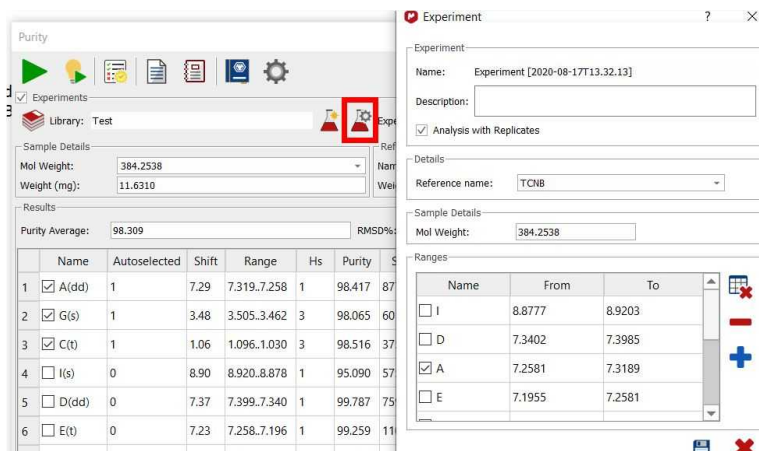 Purity
Experiments
Library: Test
Sample Details
Mol Weight: 384.2538
Weight (mg): 11.6310
Results
Purity Average: 98.309 RMSD%:
Name Autoselected Shift Range Hs Purity
1 A(dd) 1 7.29 7.319..7.258 1 98.417 87
2 G(s) 1 3.48 3.505..3.462 3 98.065 60
3 C(t) 1 1.06 1.096..1.030 3 98.516 37
4 I(s) 0 8.90 8.920..8.878 1 95.090 57
5 D(dd) 0 7.37 7.399..7.340 1 99.787 75
6 E(t) 0 7.23 7.258..7.196 1 99.259 11
Experiment ? X
Experiment
Name: Experiment [2020-08-17T13.32.13]
Description:
Analysis with Replicates
Details
Reference name: TCNB
Sample Details
Mol Weight: 384.2538
Ranges
Name From To
I 8.8777 8.9203
D 7.3402 7.3985
A 7.2581 7.3189
E 7.1955 7.2581